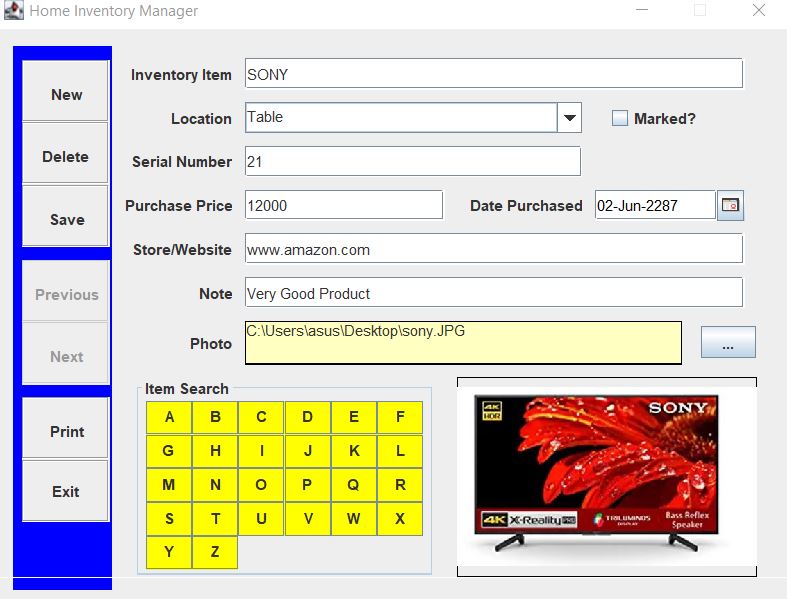 Home Inventory Manager
New
Delete
Save
Previous
Next
Print
Exit
Inventory Item SONY
Location Table Marked?
Serial Number 21
Purchase Price 12000 Date Purchased 02-Jun-2287
Store/Website www.amazon.com
Note Very Good Product
Photo C:\Users\asus\Desktop\sony.JPG ...
Item Search
A B C D E F
G H I J K L
M N O P Q R
S T U V W X
Y Z
4K
HDR
SONY
4K X-Reality PRO
TRILUMINOS
DISPLAY
Bass Reflex
Speaker